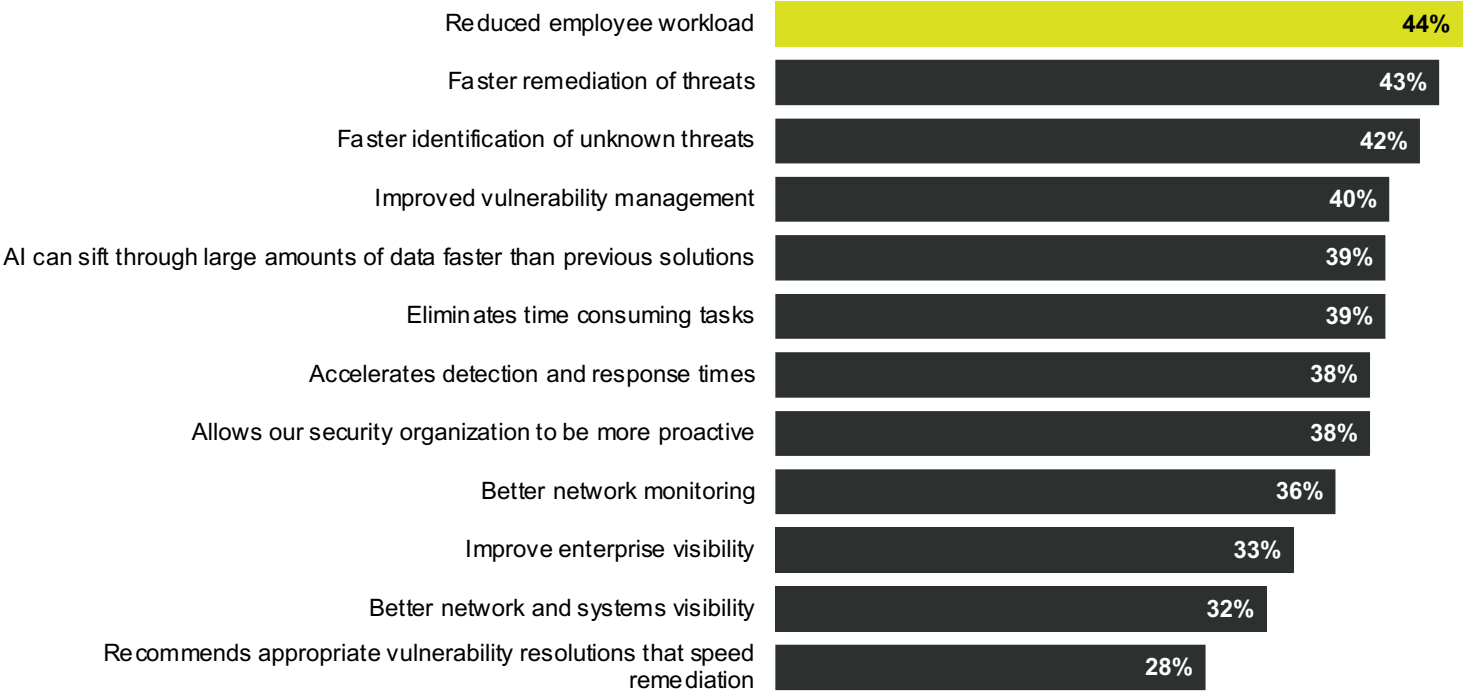 Reduced employee workload 44%
Faster remediation of threats 43%
Faster identification of unknown threats 42%
Improved vulnerability management 40%
AI can sift through large amounts of data faster than previous solutions 39%
Eliminates time consuming tasks 39%
Accelerates detection and response times 38%
Allows our security organization to be more proactive 38%
Better network monitoring 36%
Improve enterprise visibility 33%
Better network and systems visibility 32%
Recommends appropriate vulnerability resolutions that speed
remediation 28%